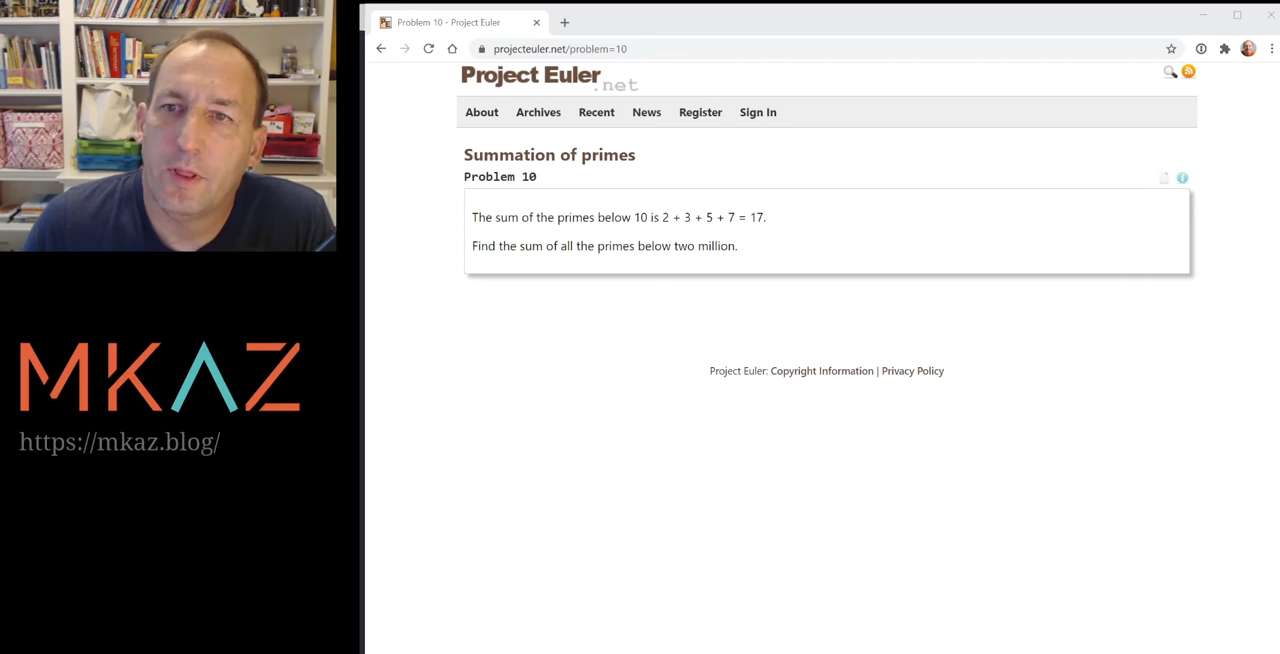 Problem 10 - Project Euler
projecteuler.net/problem=10
Project Euler
.net
About Archives Recent News Register Sign In
Summation of primes
Problem 10
The sum of the primes below 10 is 2 + 3 + 5 + 7 = 17.
Find the sum of all the primes below two million.
Project Euler: Copyright Information | Privacy Policy
MKAZ
https://mkaz.blog/